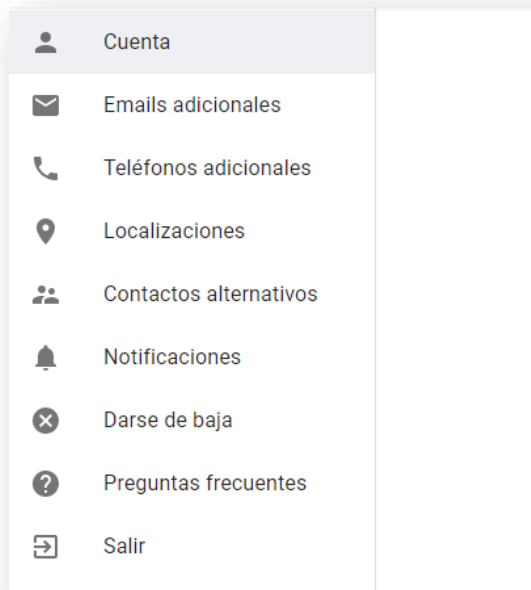 Cuenta
Emails adicionales
Teléfonos adicionales
Localizaciones
Contactos alternativos
Notificaciones
Darse de baja
Preguntas frecuentes
Salir